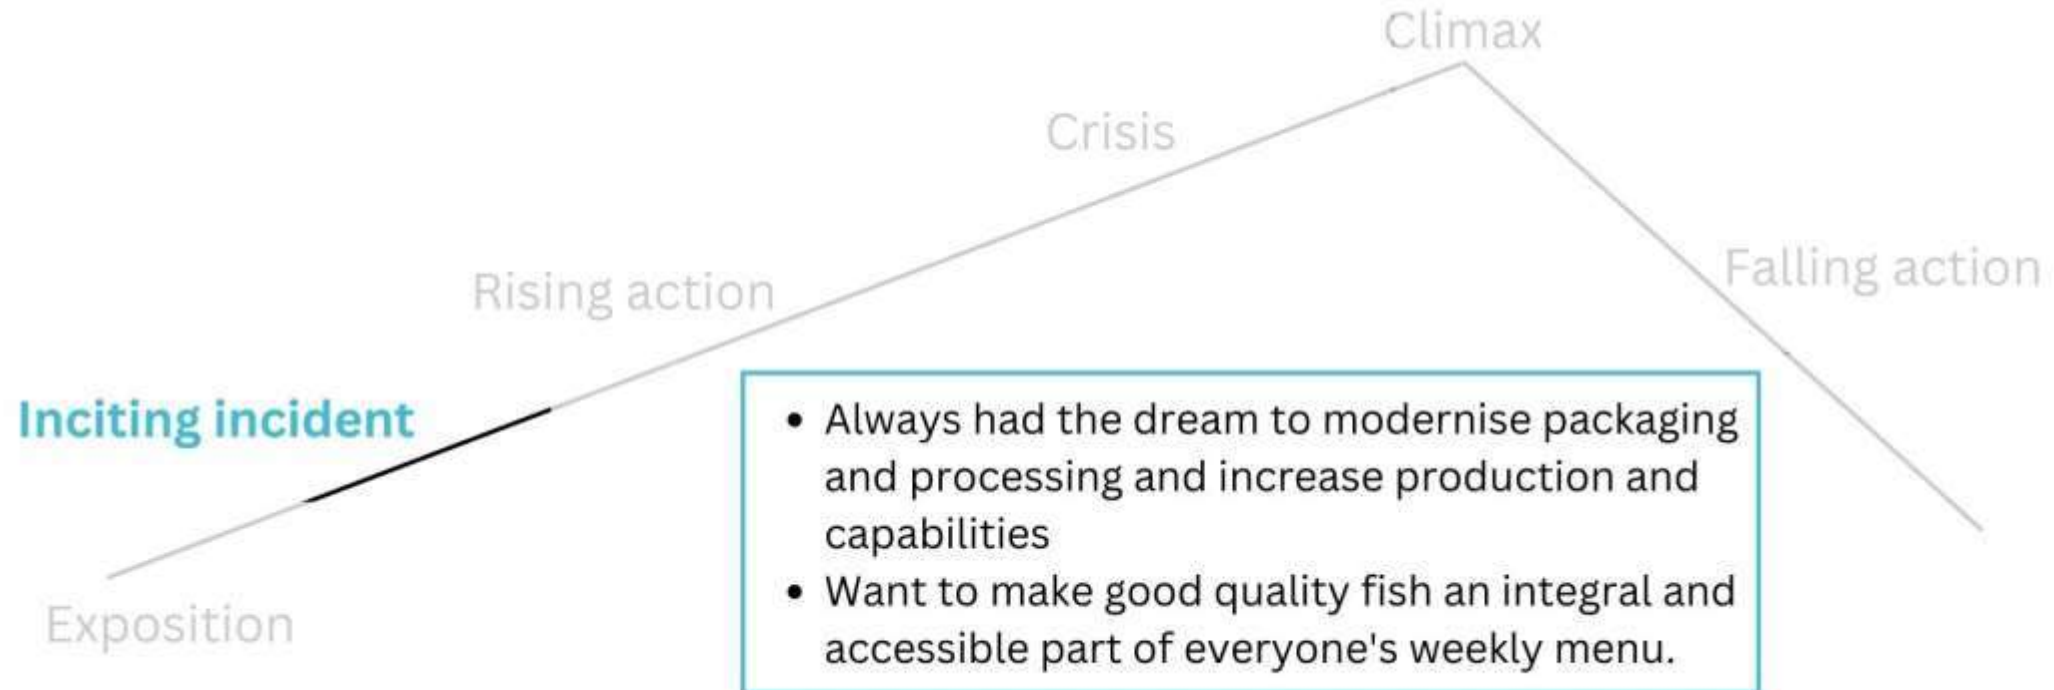 Climax
Crisis
Falling action
Rising action
Inciting incident
• Always had the dream to modernise packaging
and processing and increase production and
capabilities
• Want to make good quality fish an integral and
accessible part of everyone's weekly menu.
Exposition